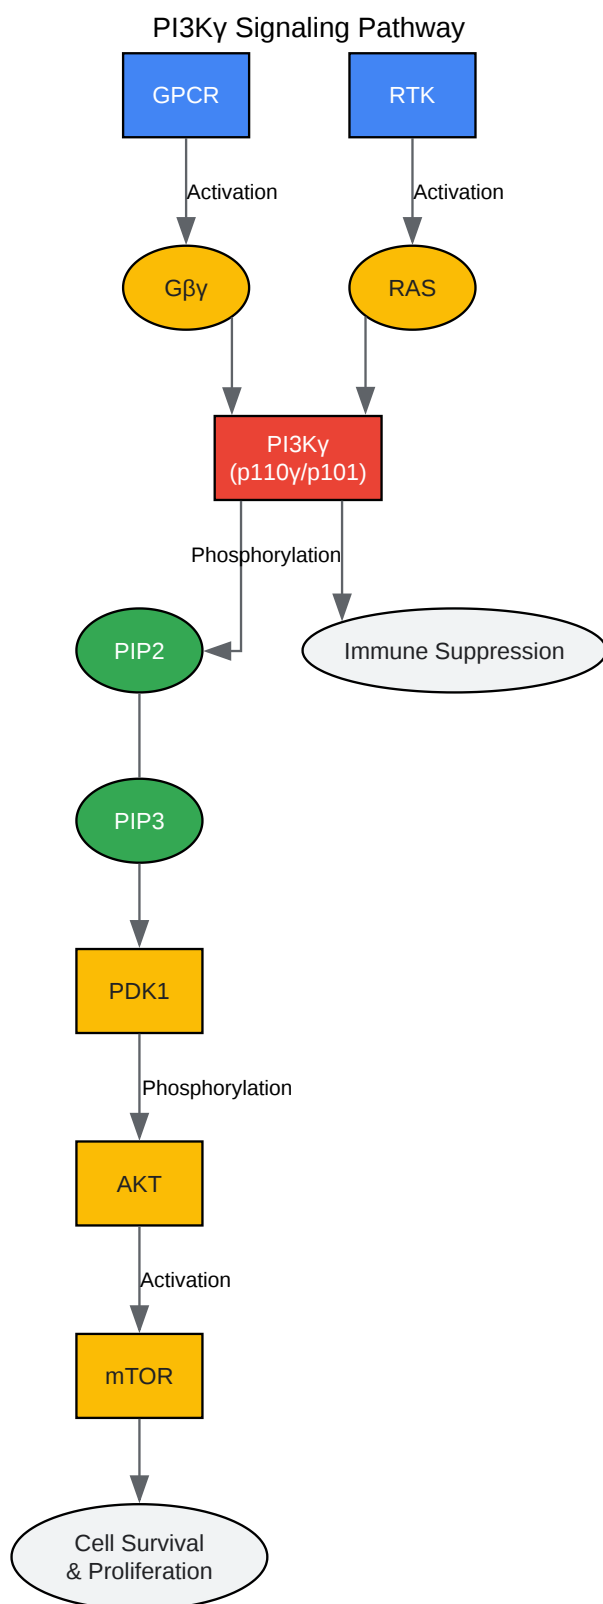 PI3Kγ Signaling Pathway
GPCR
RTK
Activation
Activation
Gβγ
RAS
PI3Kγ
(p110γ/p101)
Phosphorylation
PIP2
Immune Suppression
PIP3
PDK1
Phosphorylation
AKT
Activation
mTOR
Cell Survival
& Proliferation